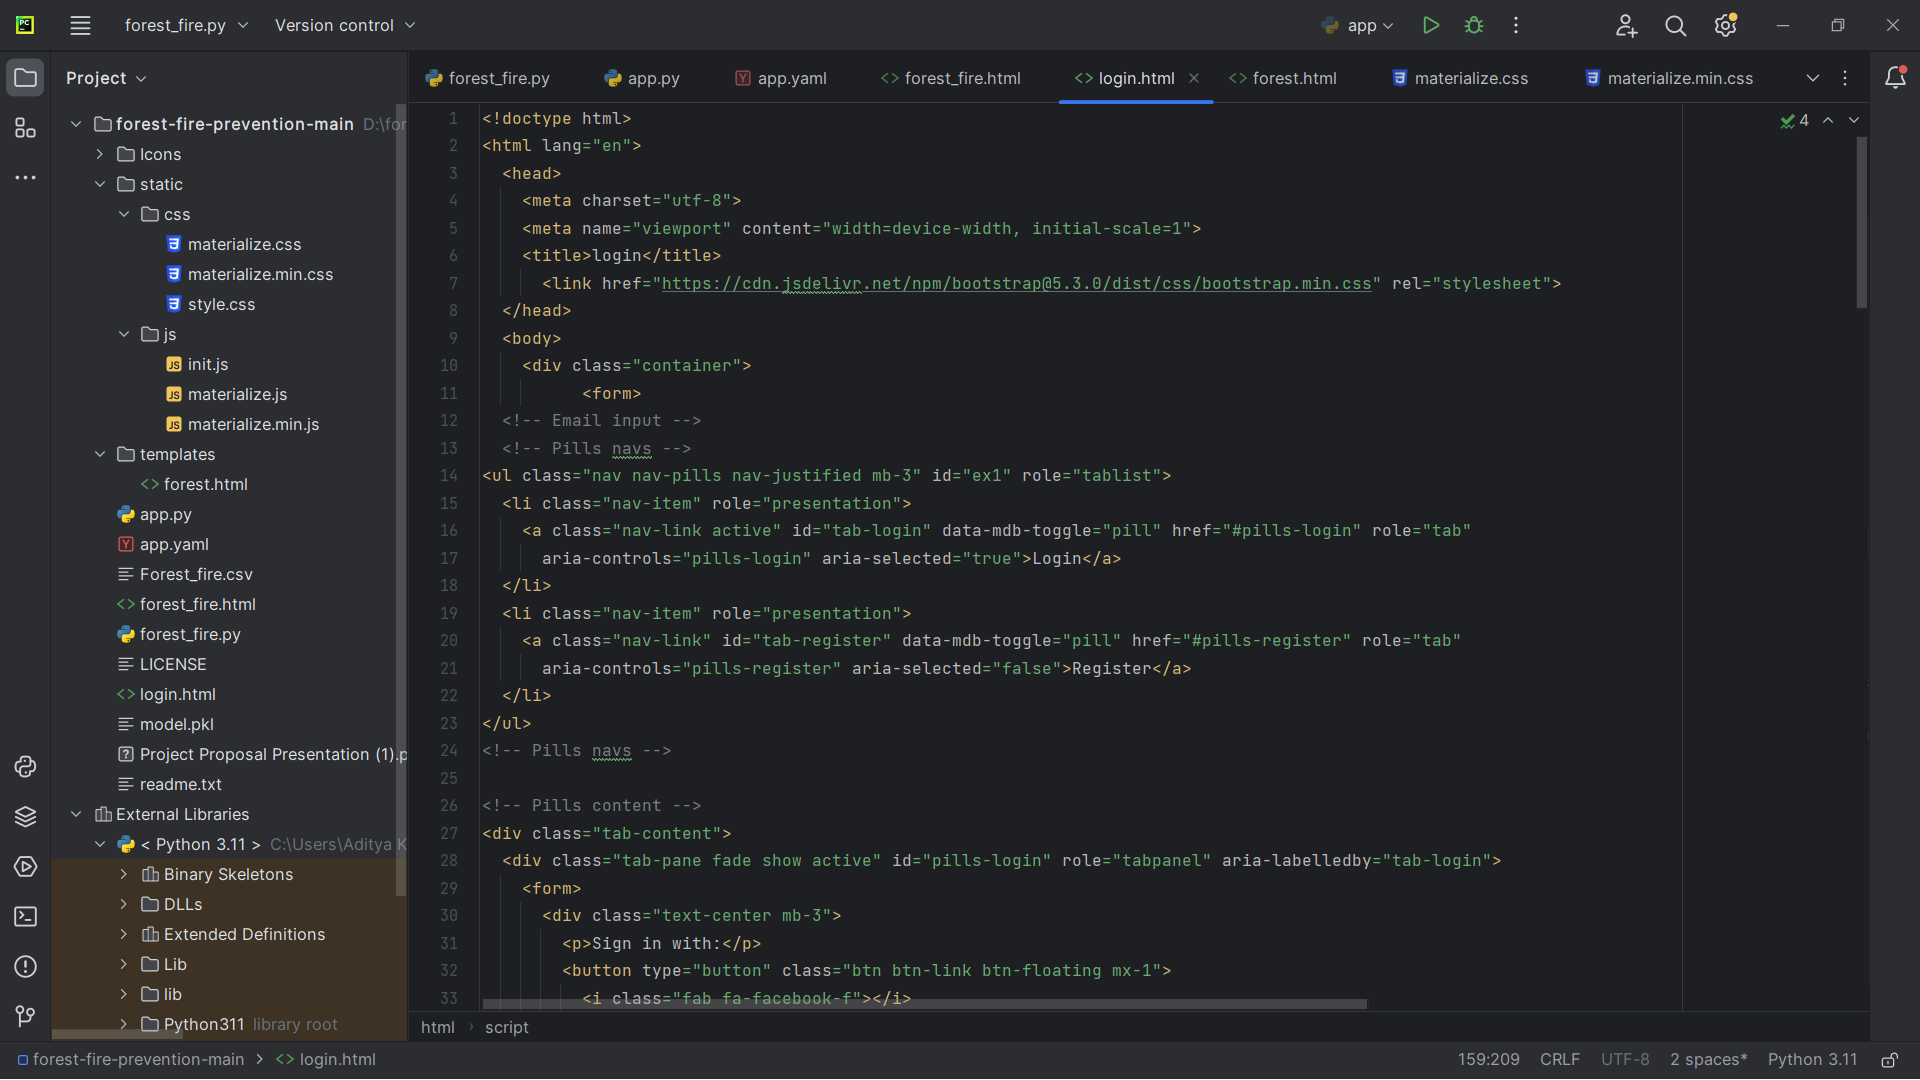 forest_fire.py
Version control
app
Project
forest_fire.py
app.py
app.yaml
forest_fire.html
login.html
forest.html
materialize.css
materialize.min.css
forest-fire-prevention-main D:\for
Icons
static
css
materialize.css
materialize.min.css
style.css
js
init.js
materialize.js
materialize.min.js
templates
forest.html
app.py
app.yaml
Forest_fire.csv
forest_fire.html
forest_fire.py
LICENSE
login.html
model.pkl
Project Proposal Presentation (1).p
readme.txt
External Libraries
< Python 3.11 > C:\Users\Aditya K
Binary Skeletons
DLLs
Extended Definitions
Lib
lib
Python311 library root
4
1 <!doctype html>
2 <html lang="en">
3 <head>
4 <meta charset="utf-8">
5 <meta name="viewport" content="width=device-width, initial-scale=1">
6 <title>login</title>
7 <link href="https://cdn.jsdelivr.net/npm/bootstrap@5.3.0/dist/css/bootstrap.min.css" rel="stylesheet">
8 </head>
9 <body>
10 <div class="container">
11 <form>
12 <!-- Email input -->
13 <!-- Pills navs -->
14 <ul class="nav nav-pills nav-justified mb-3" id="ex1" role="tablist">
15 <li class="nav-item" role="presentation">
16 <a class="nav-link active" id="tab-login" data-mdb-toggle="pill" href="#pills-login" role="tab"
17 aria-controls="pills-login" aria-selected="true">Login</a>
18 </li>
19 <li class="nav-item" role="presentation">
20 <a class="nav-link" id="tab-register" data-mdb-toggle="pill" href="#pills-register" role="tab"
21 aria-controls="pills-register" aria-selected="false">Register</a>
22 </li>
23 </ul>
24 <!-- Pills navs -->
25
26 <!-- Pills content -->
27 <div class="tab-content">
28 <div class="tab-pane fade show active" id="pills-login" role="tabpanel" aria-labelledby="tab-login">
29 <form>
30 <div class="text-center mb-3">
31 <p>Sign in with:</p>
32 <button type="button" class="btn btn-link btn-floating mx-1">
33 <i class="fab fa-facebook-f"></i>
html › script
forest-fire-prevention-main > login.html
159:209 CRLF UTF-8 2 spaces* Python 3.11